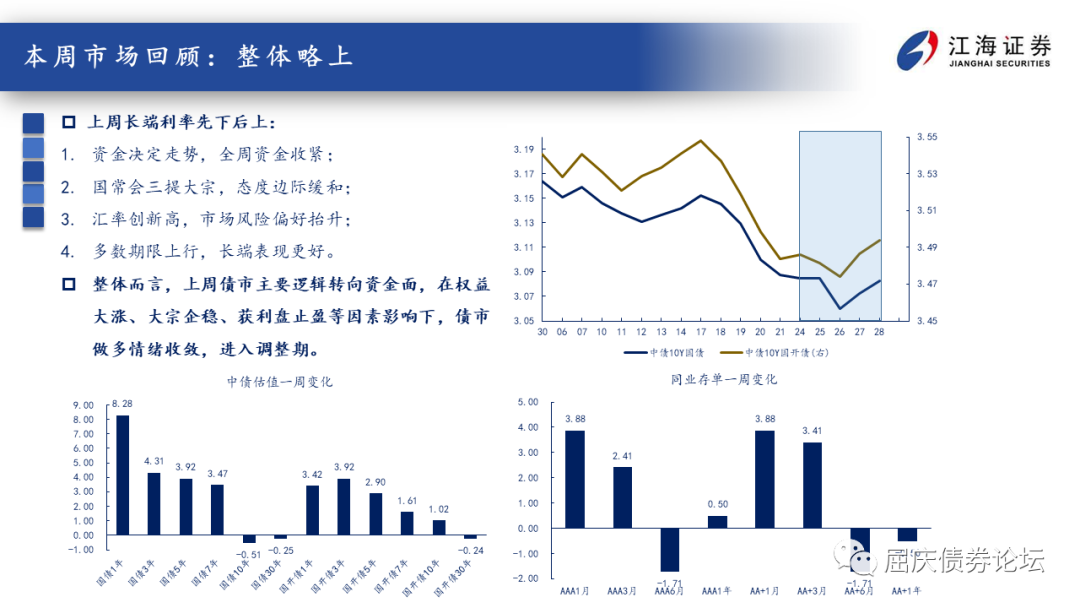 本周市场回顾：整体略上
江海证券
JIANGHAI SECURITIES
上周长端利率先下后上：
1. 资金决定走势，全周资金收紧；
2. 国常会三提大宗，态度边际缓和；
3. 汇率创新高，市场风险偏好抬升；
4. 多数期限上行，长端表现更好。
整体而言，上周债市主要逻辑转向资金面，在权益
大涨、大宗企稳、获利盘止盈等因素影响下，债市
做多情绪收敛，进入调整期。
3.19
3.17
3.15
3.13
3.11
3.09
3.07
3.05
3.55
3.53
3.51
3.49
3.47
3.45
30 06 07 10 11 12 13 14 17 18 19 20 21 24 25 26 27 28
中债10Y国债 中债10Y国开债(右)
中债估值一周变化
9.00
8.00
7.00
6.00
5.00
4.00
3.00
2.00
1.00
0.00
-1.00
8.28 4.31 3.92 3.47 -0.51 -0.25 3.42 3.92 2.90 1.61 1.02 -0.24
国债1年 国债3年 国债5年 国债7年 国债10年 国债30年 国开债1年 国开债3年 国开债5年 国开债7年 国开债10年 国开债30年
同业存单一周变化
5.00
4.00
3.00
2.00
1.00
0.00
-1.00
-2.00
3.88 2.41 -1.71 0.50 3.88 3.41 -1.71
AAA1月 AAA3月 AAA6月 AAA1年 AA+1月 AA+3月 AA+6月 AA+1年
屈庆债券论坛